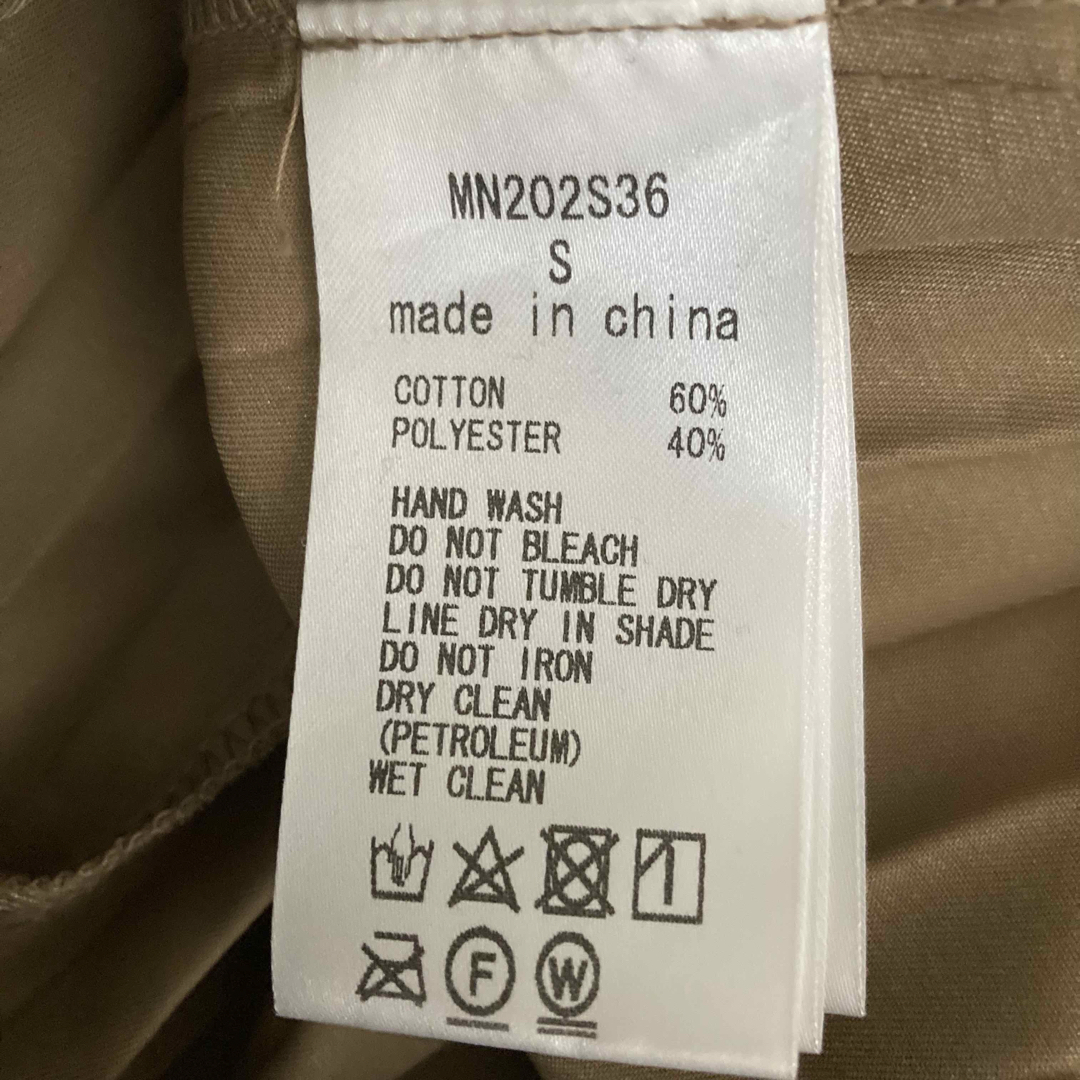 MN202S36
S
made in china
COTTON 60%
POLYESTER 40%
HAND WASH
DO NOT BLEACH
DO NOT TUMBLE DRY
LINE DRY IN SHADE
DO NOT IRON
DRY CLEAN
(PETROLEUM)
WET CLEAN
F W